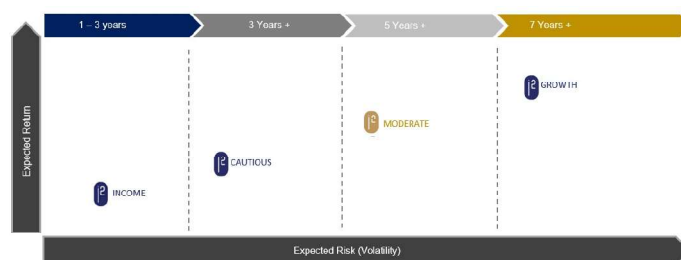 1 – 3 years
3 Years +
5 Years +
7 Years +
Expected Return
GROWTH
MODERATE
CAUTIOUS
INCOME
Expected Risk (Volatility)